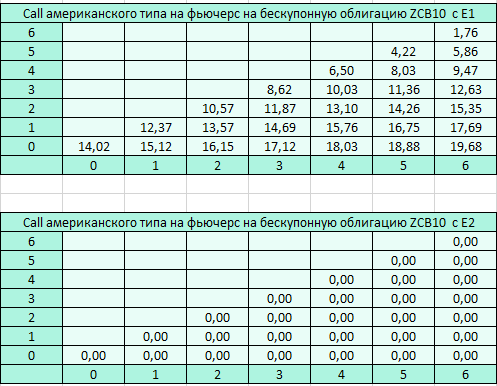 Call американского типа на фьючерс на бескупонную облигацию ZCB10 с E1
6 1,76
5 4,22 5,86
4 6,50 8,03 9,47
3 8,62 10,03 11,36 12,63
2 10,57 11,87 13,10 14,26 15,35
1 12,37 13,57 14,69 15,76 16,75 17,69
0 14,02 15,12 16,15 17,12 18,03 18,88 19,68
0 1 2 3 4 5 6
Call американского типа на фьючерс на бескупонную облигацию ZCB10 с E2
6 0,00
5 0,00 0,00
4 0,00 0,00 0,00
3 0,00 0,00 0,00 0,00
2 0,00 0,00 0,00 0,00 0,00
1 0,00 0,00 0,00 0,00 0,00 0,00
0 0,00 0,00 0,00 0,00 0,00 0,00 0,00
0 1 2 3 4 5 6